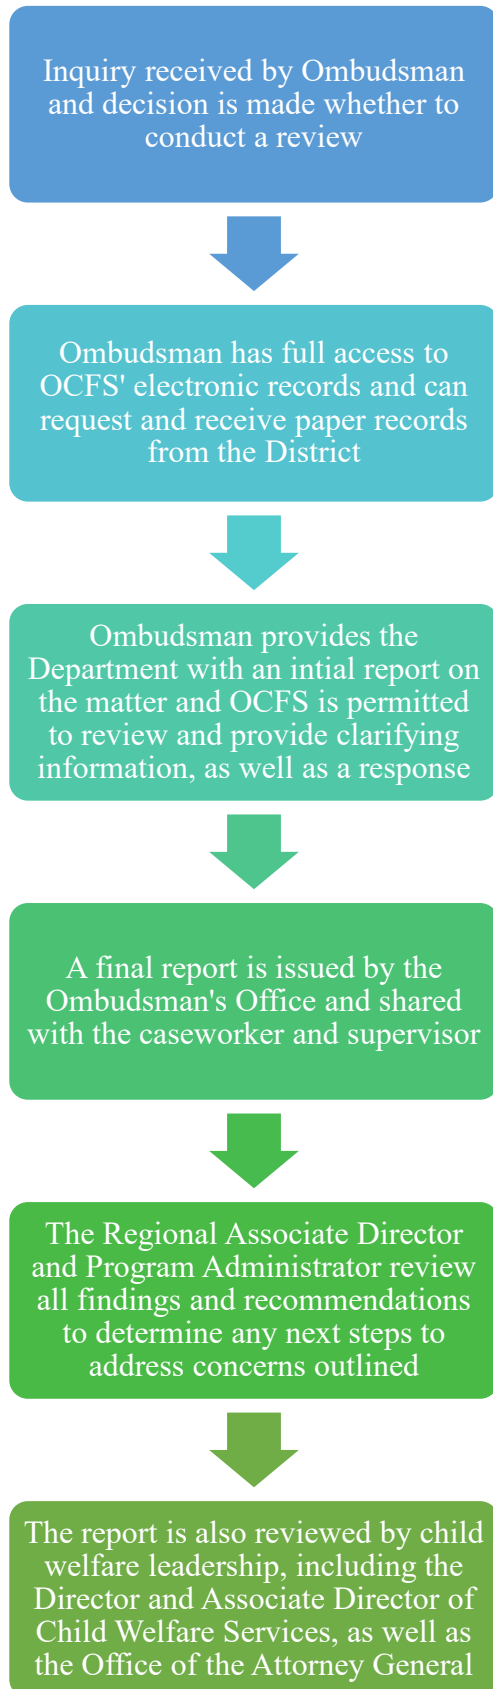 Inquiry received by Ombudsman
and decision is made whether to
conduct a review
Ombudsman has full access to
OCFS' electronic records and can
request and receive paper records
from the District
Ombudsman provides the
Department with an intial report on
the matter and OCFS is permitted
to review and provide clarifying
information, as well as a response
A final report is issued by the
Ombudsman's Office and shared
with the caseworker and supervisor
The Regional Associate Director
and Program Administrator review
all findings and recommendations
to determine any next steps to
address concerns outlined
The report is also reviewed by child
welfare leadership, including the
Director and Associate Director of
Child Welfare Services, as well as
the Office of the Attorney General